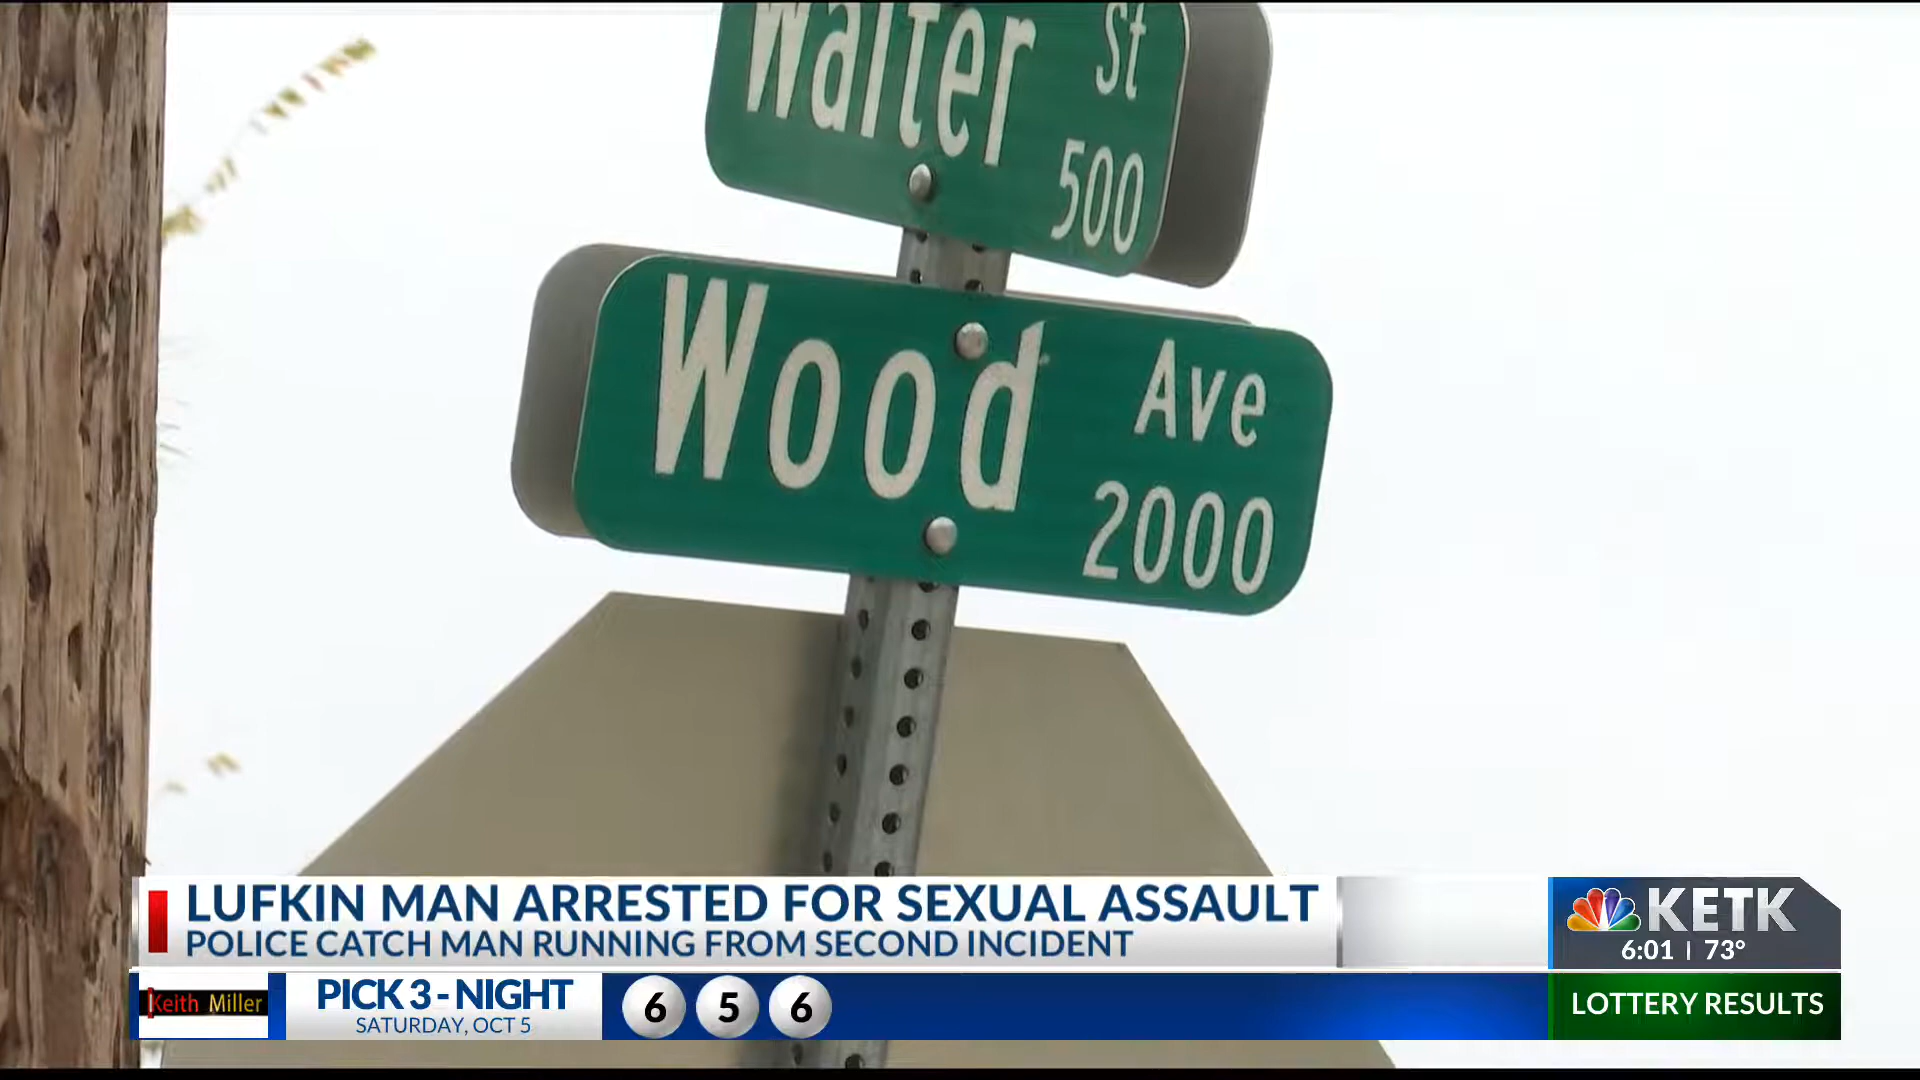 Walter St
500
Wood Ave
2000
LUFKIN MAN ARRESTED FOR SEXUAL ASSAULT
POLICE CATCH MAN RUNNING FROM SECOND INCIDENT
KETK
6:01 | 73°
Keith Miller
PICK 3 - NIGHT
SATURDAY, OCT 5
6 5 6
LOTTERY RESULTS